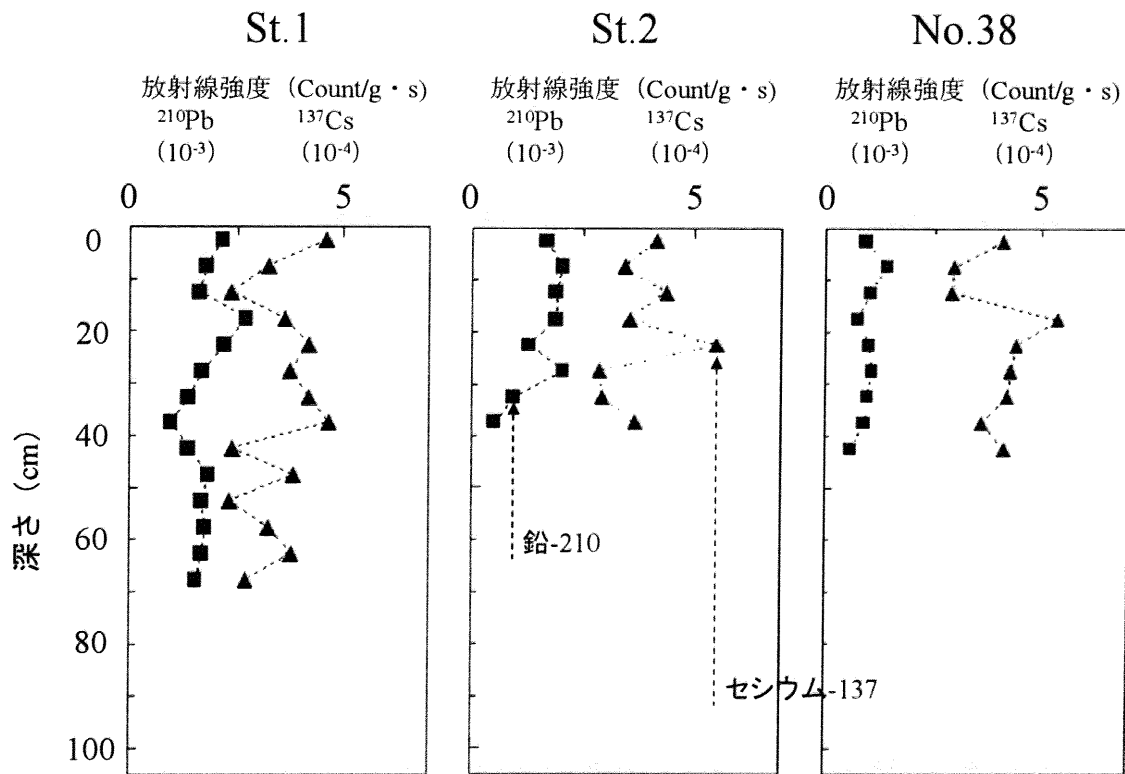 St.1
St.2
No.38
放射線強度 (Count/g・s)
放射線強度 (Count/g・s)
放射線強度 (Count/g・s)
210Pb 137Cs
210Pb 137Cs
210Pb 137Cs
(10-3) (10-4)
(10-3) (10-4)
(10-3) (10-4)
0 5
0 5
0 5
0
20
40
60
80
100
深さ (cm)
鉛-210
セシウム-137